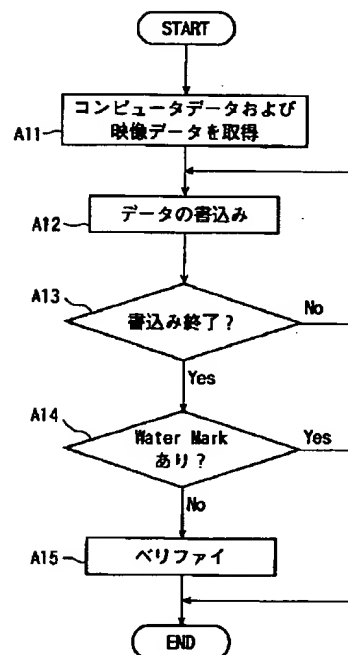 START
コンピュータデータおよび
映像データを取得
A11
データの書込み
A12
A13
書込み終了？
No
Yes
A14
Water Mark
あり？
Yes
No
ベリファイ
A15
END